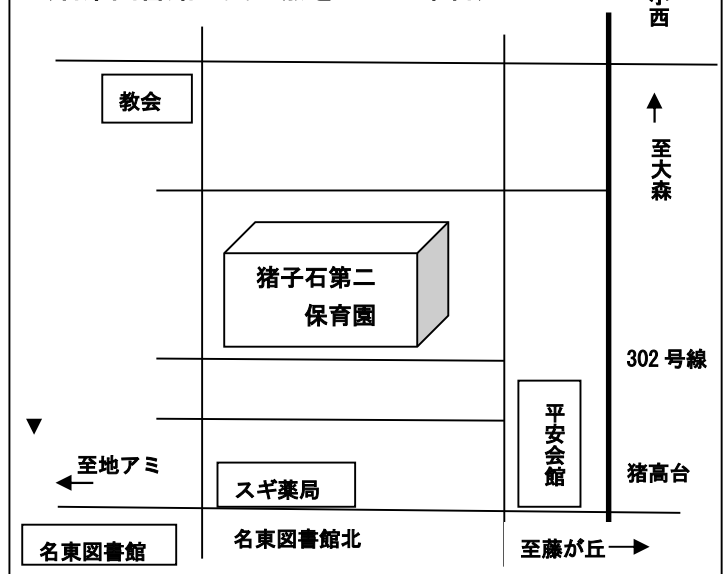 西
教会
至大森
猪子石第二
保育園
302号線
平安会館
至地アミ
スギ薬局
猪高台
名東図書館
名東図書館北
至藤が丘